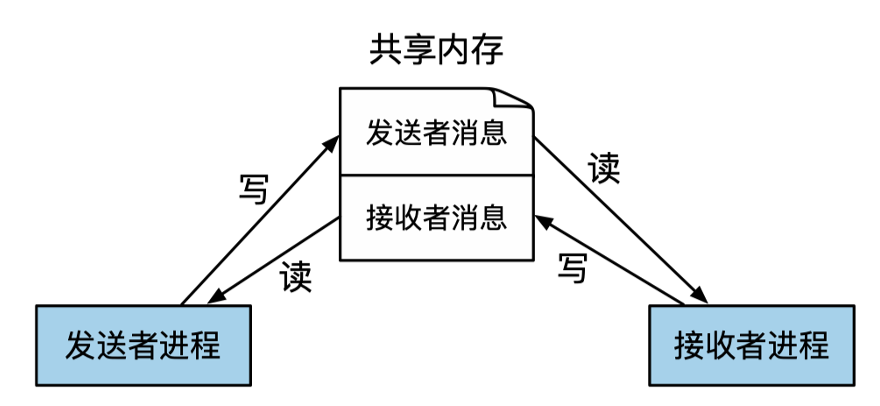 共享内存
发送者消息
写
读
接收者消息
读
写
发送者进程
接收者进程